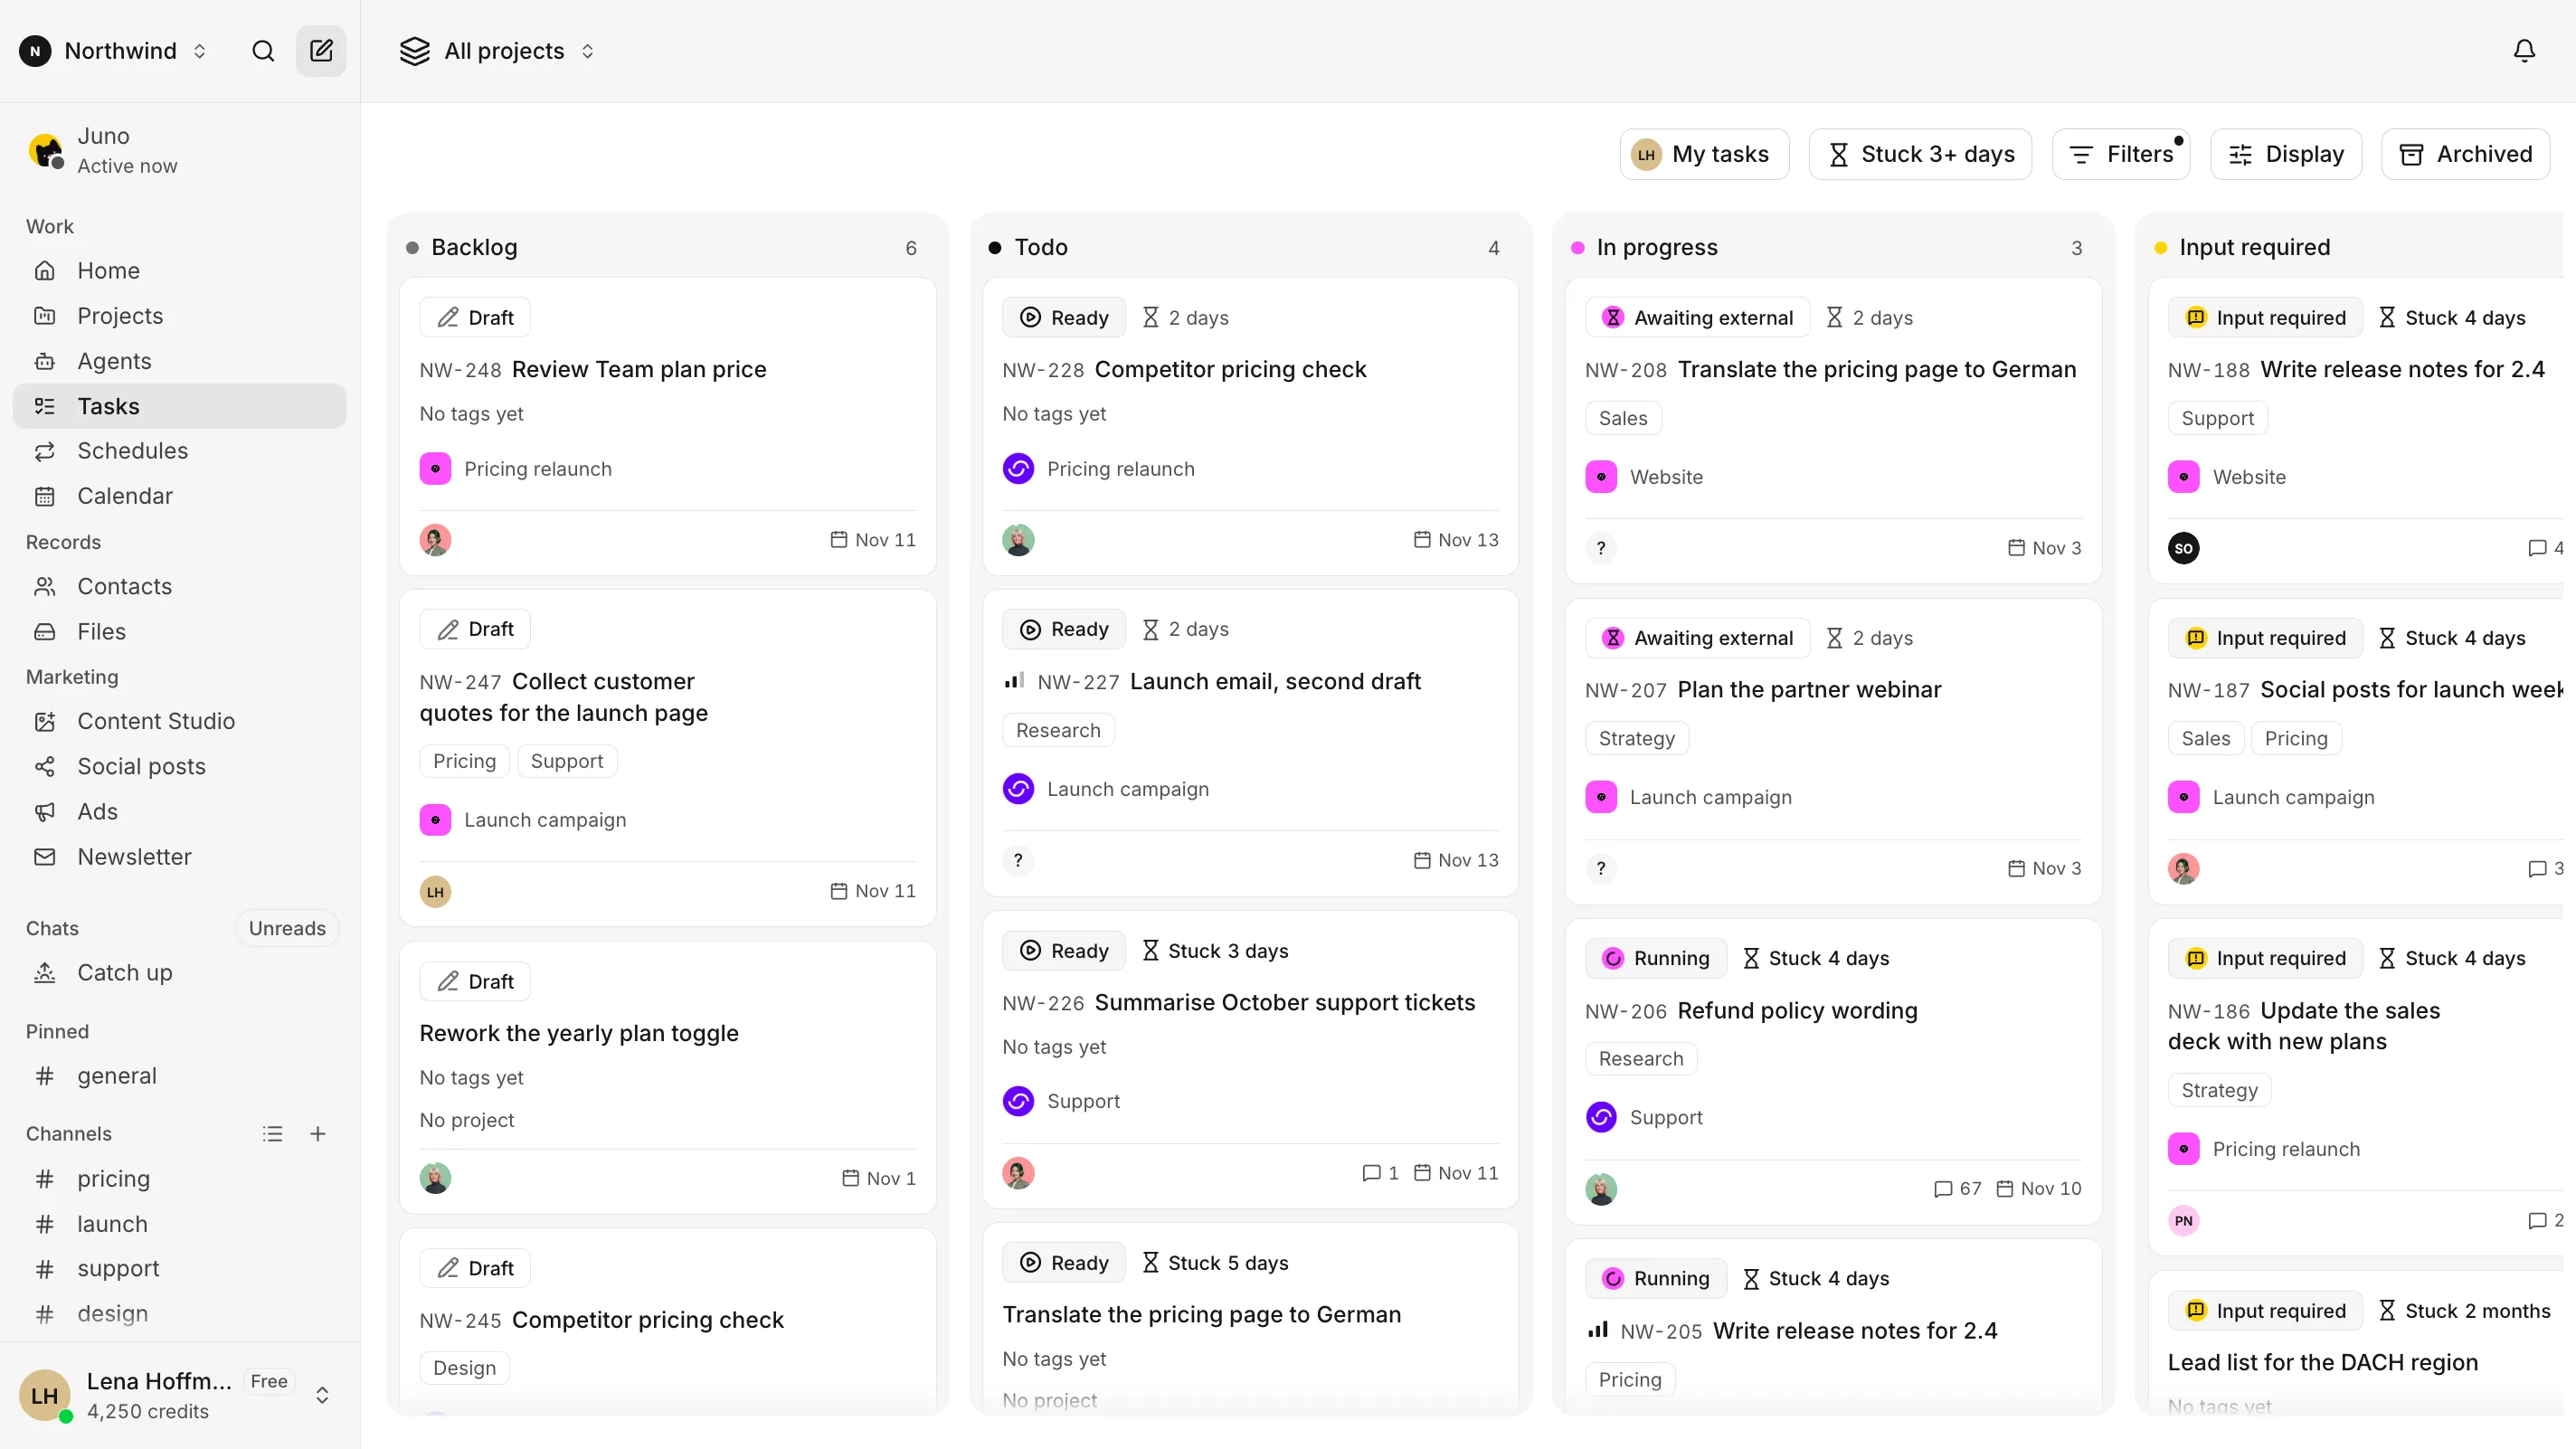 N Northwind
All projects
Juno
Active now
Work
Home
Projects
Agents
Tasks
Schedules
Calendar
Records
Contacts
Files
Marketing
Content Studio
Social posts
Ads
Newsletter
Chats Unreads
Catch up
Pinned
# general
Channels
# pricing
# launch
# support
# design
LH Lena Hoffm... Free
4,250 credits
LH My tasks Stuck 3+ days Filters Display Archived
Backlog 6
Draft
NW-248 Review Team plan price
No tags yet
Pricing relaunch
Nov 11
Draft
NW-247 Collect customer
quotes for the launch page
Pricing Support
Launch campaign
LH Nov 11
Draft
Rework the yearly plan toggle
No tags yet
No project
Nov 1
Draft
NW-245 Competitor pricing check
Design
Todo 4
Ready 2 days
NW-228 Competitor pricing check
No tags yet
Pricing relaunch
Nov 13
Ready 2 days
NW-227 Launch email, second draft
Research
Launch campaign
? Nov 13
Ready Stuck 3 days
NW-226 Summarise October support tickets
No tags yet
Support
1 Nov 11
Ready Stuck 5 days
Translate the pricing page to German
No tags yet
No project
In progress 3
Awaiting external 2 days
NW-208 Translate the pricing page to German
Sales
Website
? Nov 3
Awaiting external 2 days
NW-207 Plan the partner webinar
Strategy
Launch campaign
? Nov 3
Running Stuck 4 days
NW-206 Refund policy wording
Research
Support
67 Nov 10
Running Stuck 4 days
NW-205 Write release notes for 2.4
Pricing
Input required
Input required Stuck 4 days
NW-188 Write release notes for 2.4
Support
Website
SO 4
Input required Stuck 4 days
NW-187 Social posts for launch week
Sales Pricing
Launch campaign
3
Input required Stuck 4 days
NW-186 Update the sales
deck with new plans
Strategy
Pricing relaunch
PN 2
Input required Stuck 2 months
Lead list for the DACH region
No tags yet